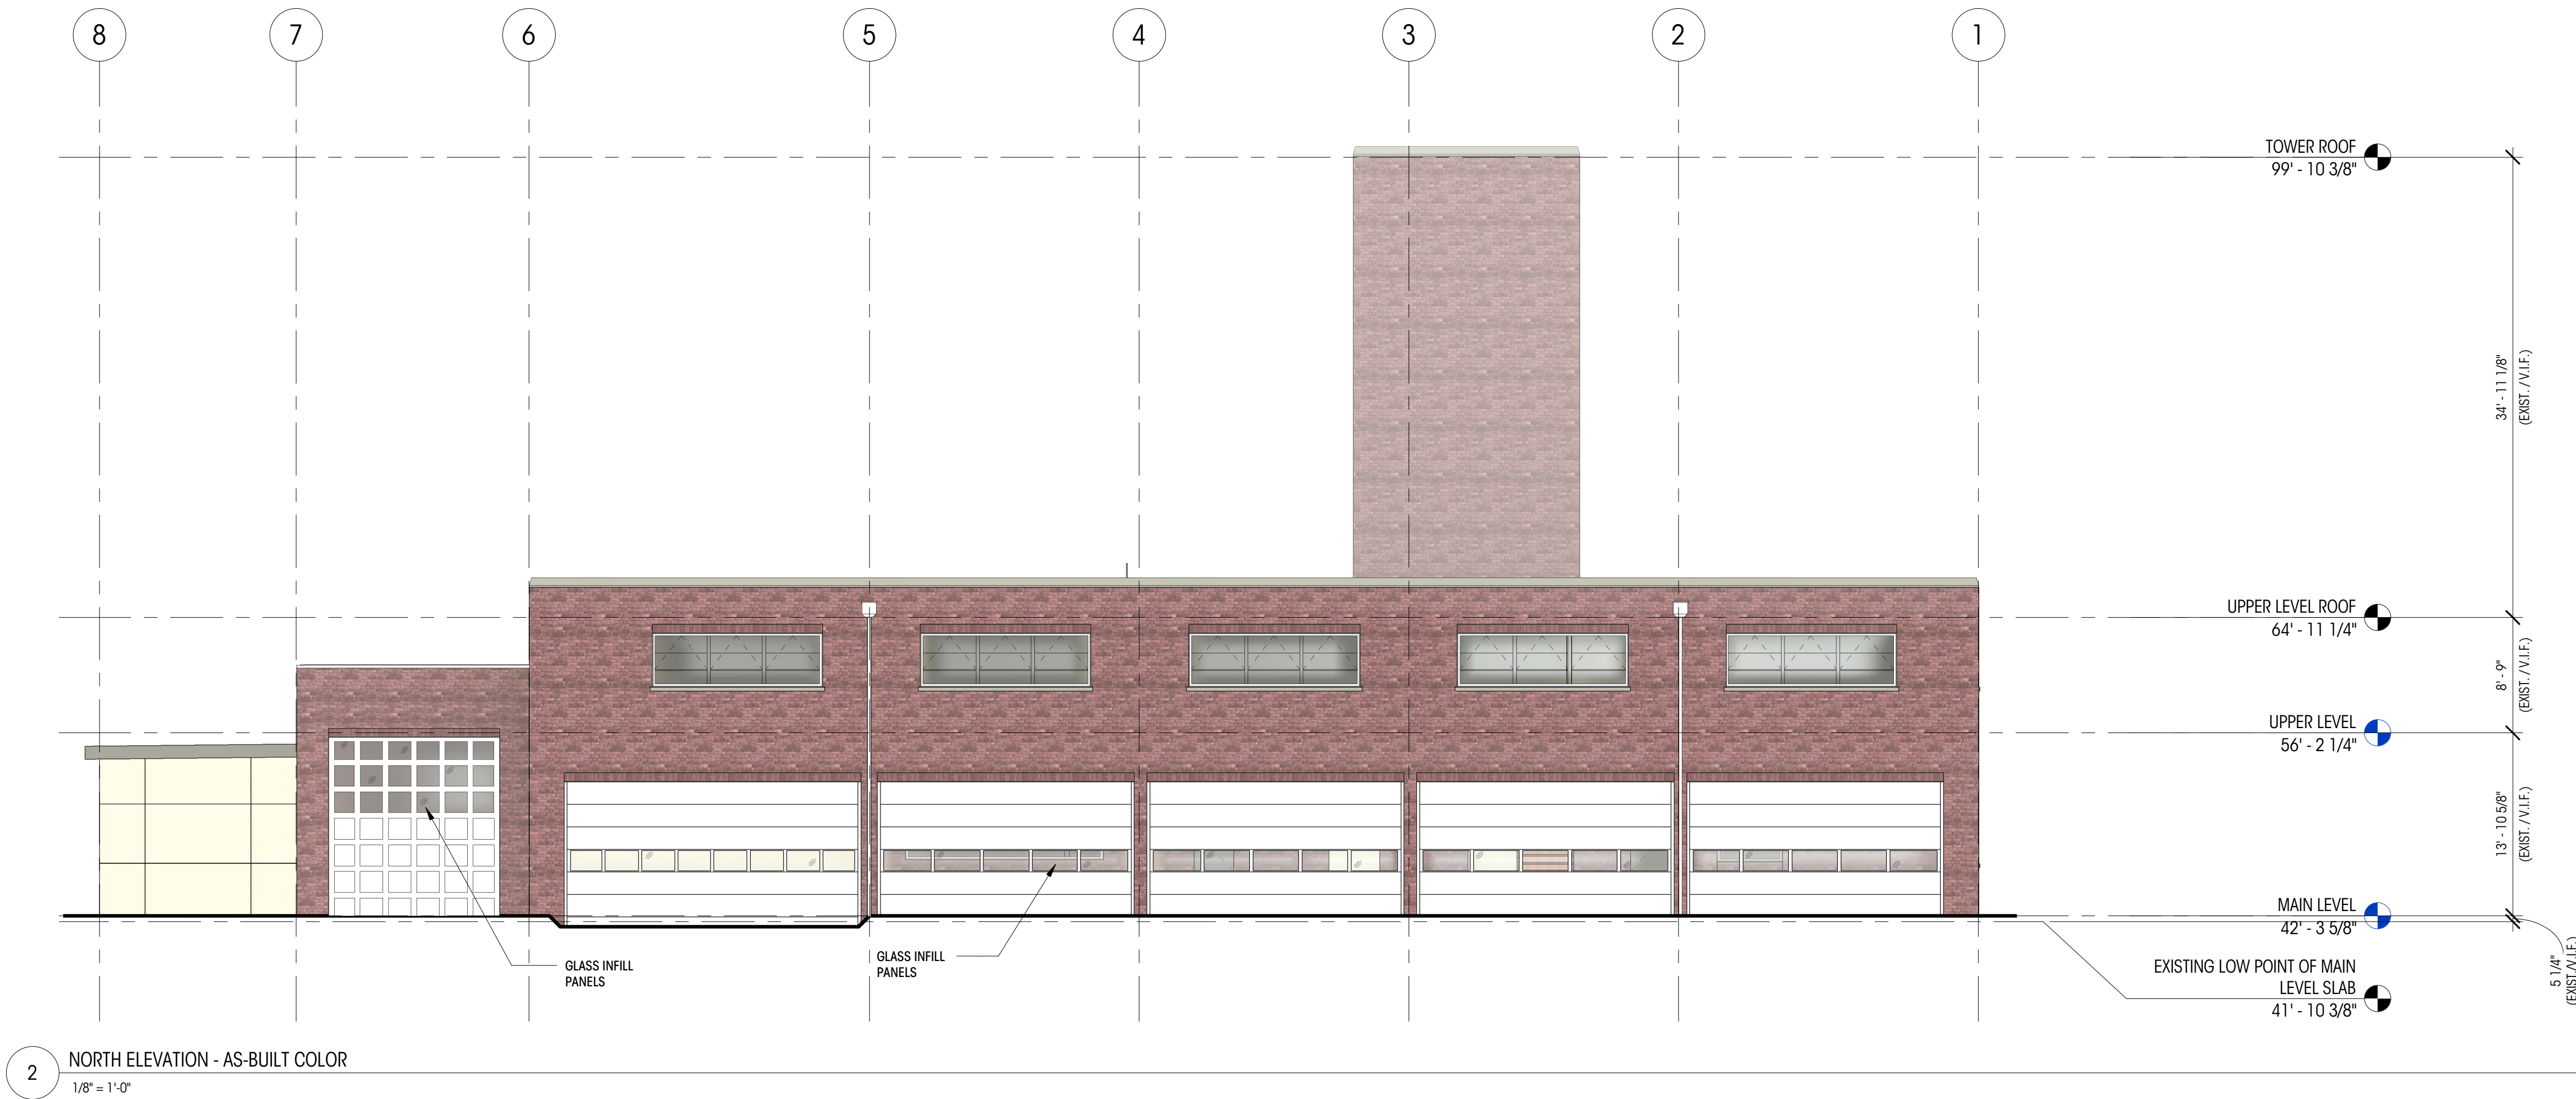 8 7 6 5 4 3 2 1
TOWER ROOF
99' - 10 3/8"
34' - 11 1/8"
(EXIST. / V.I.F.)
UPPER LEVEL ROOF
64' - 11 1/4"
8' - 9"
(EXIST. / V.I.F.)
UPPER LEVEL
56' - 2 1/4"
13' - 10 5/8"
(EXIST. / V.I.F.)
MAIN LEVEL
42' - 3 5/8"
5 1/4"
(EXIST./V.I.F.)
EXISTING LOW POINT OF MAIN
LEVEL SLAB
41' - 10 3/8"
GLASS INFILL
PANELS
GLASS INFILL
PANELS
2
NORTH ELEVATION - AS-BUILT COLOR
1/8" = 1'-0"